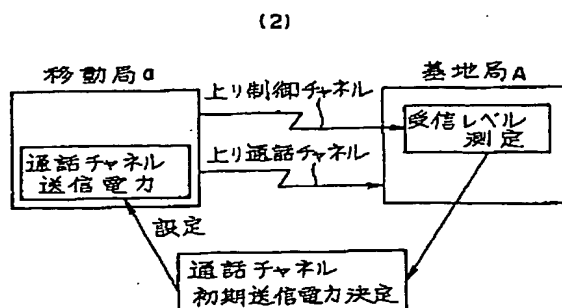 (2)
移動局a
基地局A
上り制御チャネル
受信レベル
測定
上り通話チャネル
通話チャネル
送信電力
設定
通話チャネル
初期送信電力決定